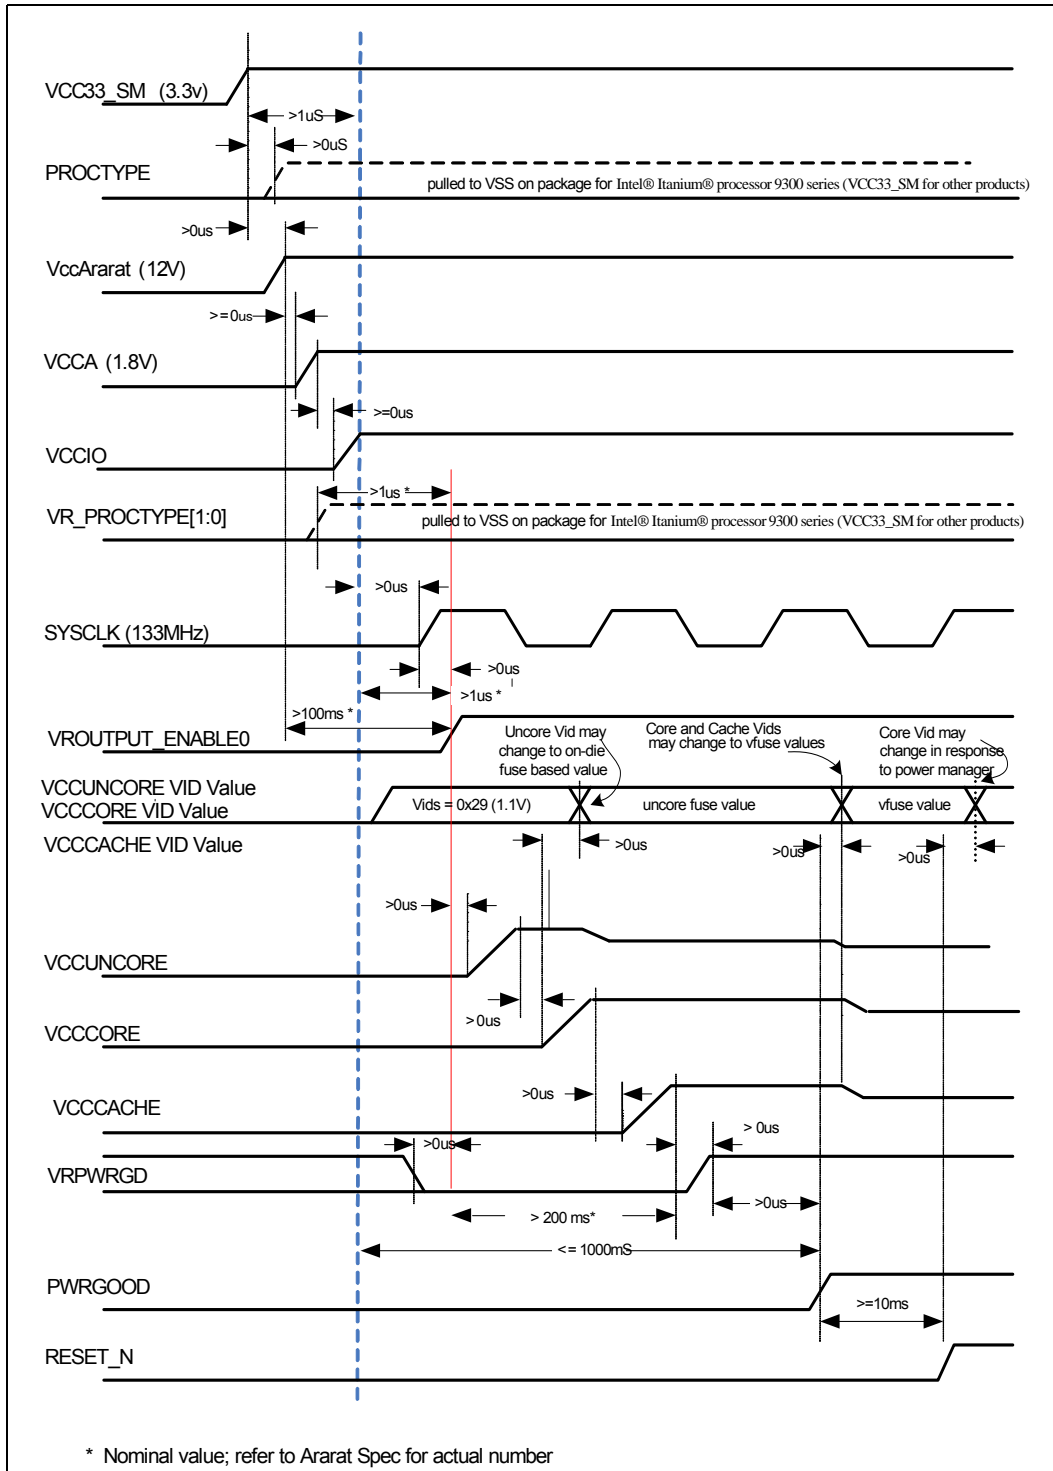 VCC33_SM (3.3v)
>1uS
>0uS
PROCTYPE
pulled to VSS on package for Intel® Itanium® processor 9300 series (VCC33_SM for other products)
>0us
VccArarat (12V)
>=0us
VCCA (1.8V)
>=0us
VCCIO
>1us *
VR_PROCTYPE[1:0]
pulled to VSS on package for Intel® Itanium® processor 9300 series (VCC33_SM for other products)
>0us
SYSCLK (133MHz)
>0us
>1us *
>100ms *
VROUTPUT_ENABLE0
Uncore Vid may
change to on-die
fuse based value
Core and Cache Vids
may change to vfuse values
Core Vid may
change in response
to power manager
VCCUNCORE VID Value
VCCCORE VID Value
VCCCACHE VID Value
Vids = 0x29 (1.1V)
uncore fuse value
vfuse value
>0us
>0us
>0us
>0us
VCCUNCORE
>0us
VCCCORE
>0us
VCCCACHE
>0us
> 0us
VRPWRGD
>0us
> 200 ms*
<= 1000mS
PWRGOOD
>=10ms
RESET_N
* Nominal value; refer to Ararat Spec for actual number